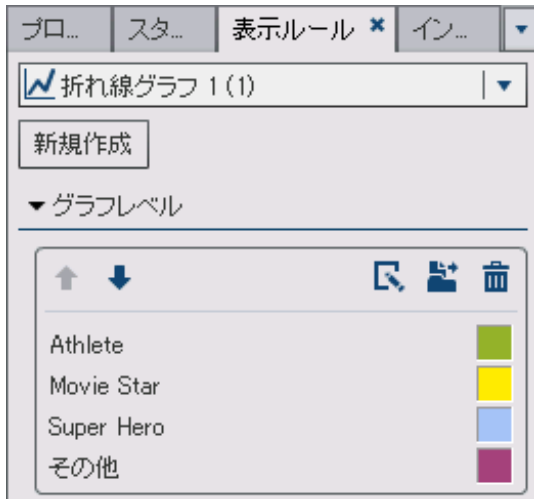 プロ... スタ... 表示ルール インン...
折れ線グラフ 1 (1)
新規作成
グラフレベル
Athlete
Movie Star
Super Hero
その他